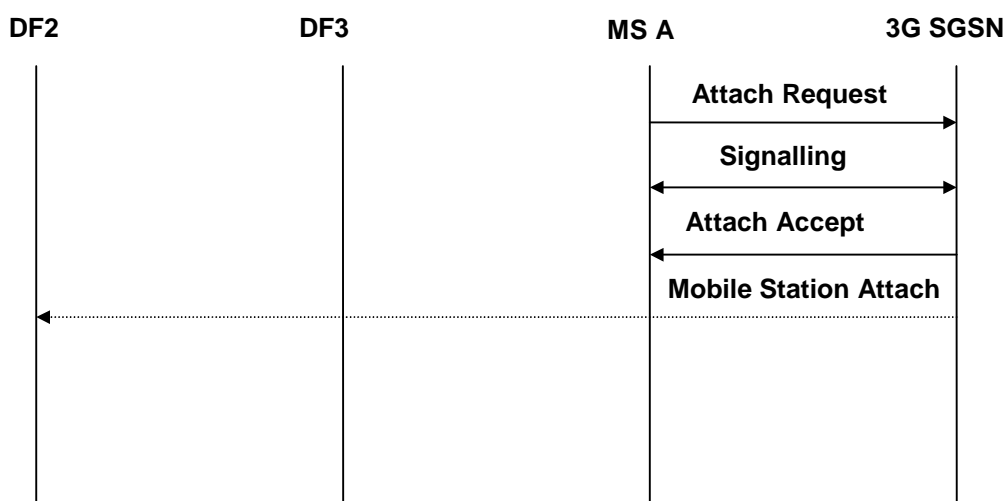 DF2 DF3 MS A 3G SGSN
Attach Request
Signalling
Attach Accept
Mobile Station Attach